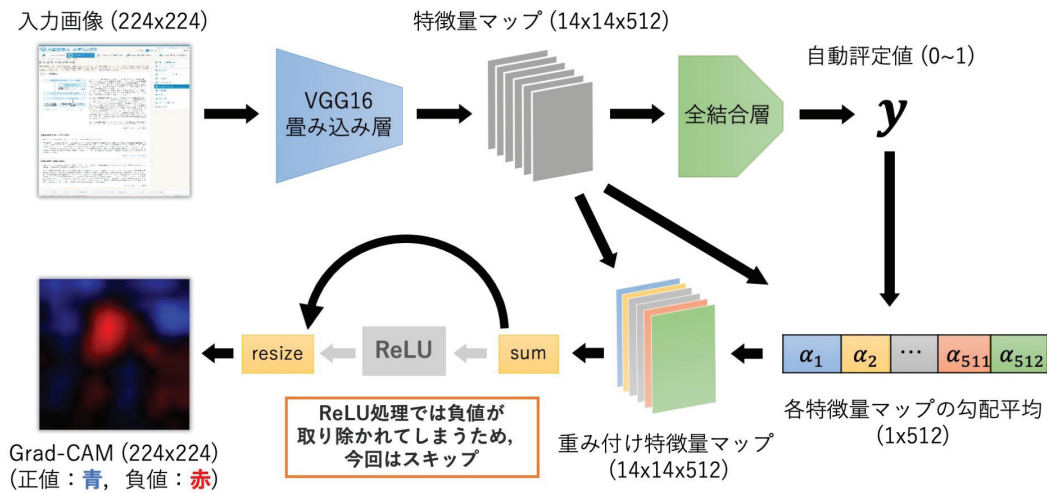 入力画像 (224x224)
特徴量マップ (14x14x512)
自動評定値 (0~1)
VGG16
畳み込み層
全結合層
y
resize
ReLU
sum
α1
α2
⋯
α511
α512
ReLU処理では負値が
取り除かれてしまうため,
今回はスキップ
重み付け特徴量マップ
(14x14x512)
各特徴量マップの勾配平均
(1x512)
Grad-CAM (224x224)
(正値：青, 負値：赤)